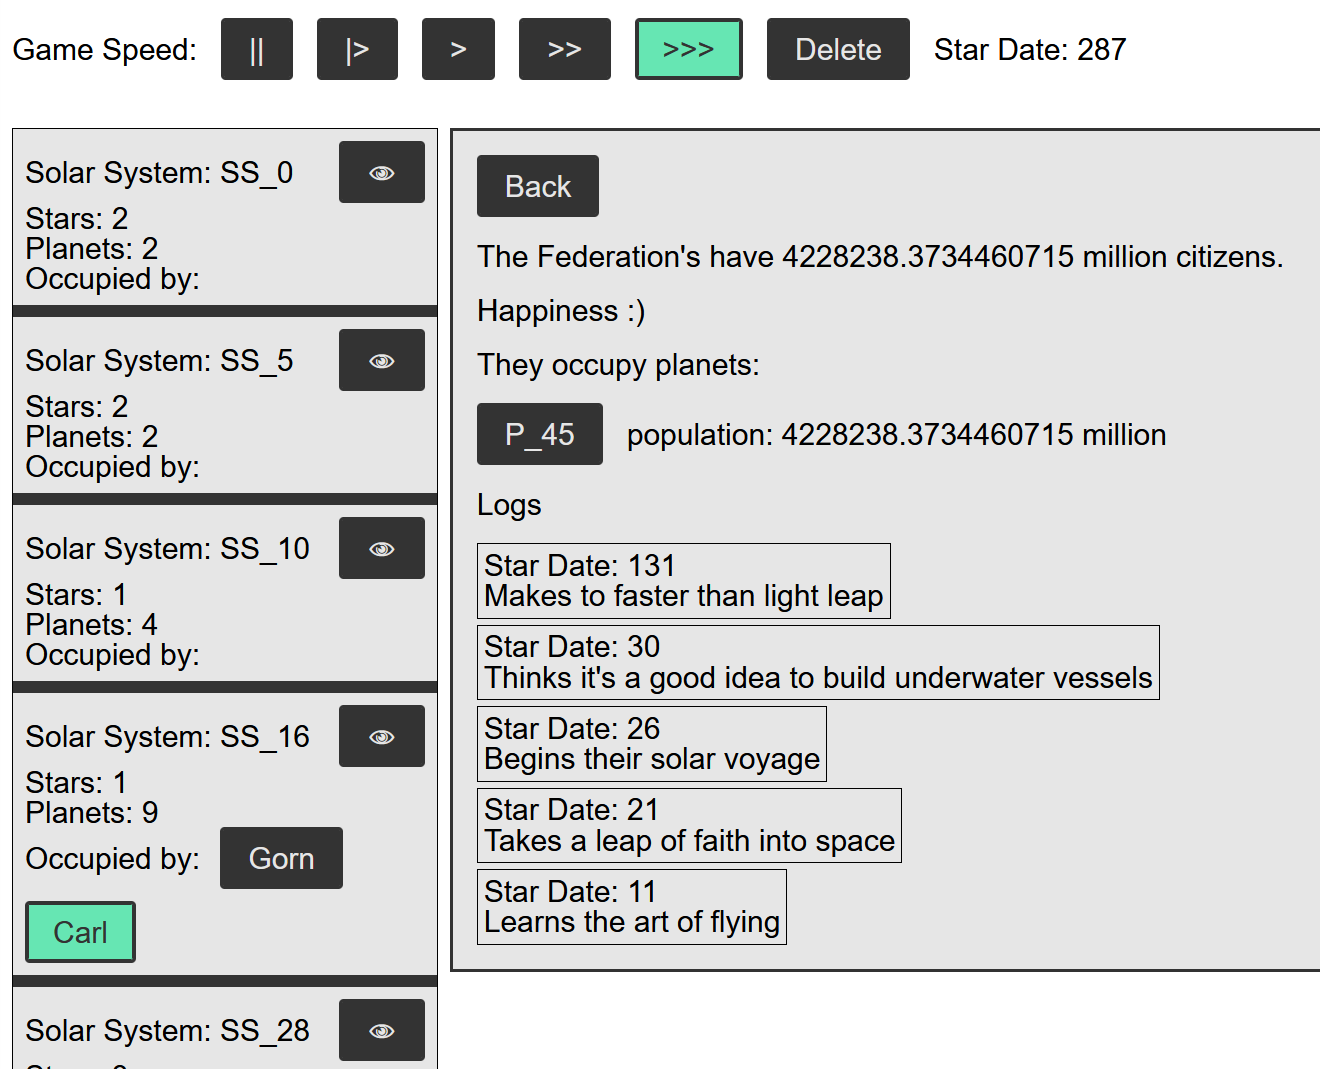 Game Speed: || |> > >> >>> Delete Star Date: 287
Solar System: SS_0
Stars: 2
Planets: 2
Occupied by:
Solar System: SS_5
Stars: 2
Planets: 2
Occupied by:
Solar System: SS_10
Stars: 1
Planets: 4
Occupied by:
Solar System: SS_16
Stars: 1
Planets: 9
Occupied by: Gorn
Carl
Solar System: SS_28
Back
The Federation's have 4228238.3734460715 million citizens.
Happiness :)
They occupy planets:
P_45 population: 4228238.3734460715 million
Logs
Star Date: 131
Makes to faster than light leap
Star Date: 30
Thinks it's a good idea to build underwater vessels
Star Date: 26
Begins their solar voyage
Star Date: 21
Takes a leap of faith into space
Star Date: 11
Learns the art of flying